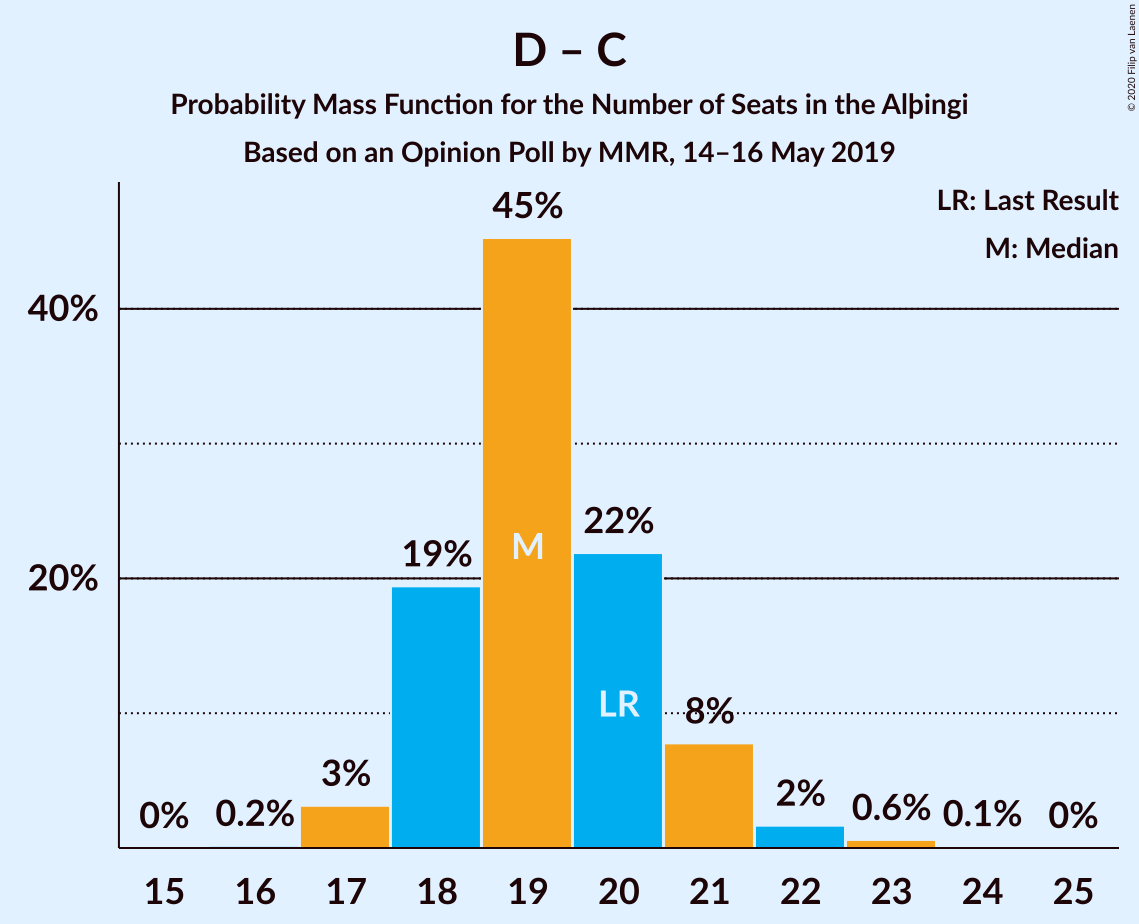 D – C
Probability Mass Function for the Number of Seats in the Alþingi
Based on an Opinion Poll by MMR, 14–16 May 2019
© 2020 Filip van Laenen
LR: Last Result
M: Median
45%
40%
M
22%
19%
20%
LR
8%
3%
2%
0%
0.2%
0.6%
0.1%
0%
15 16 17 18 19 20 21 22 23 24 25